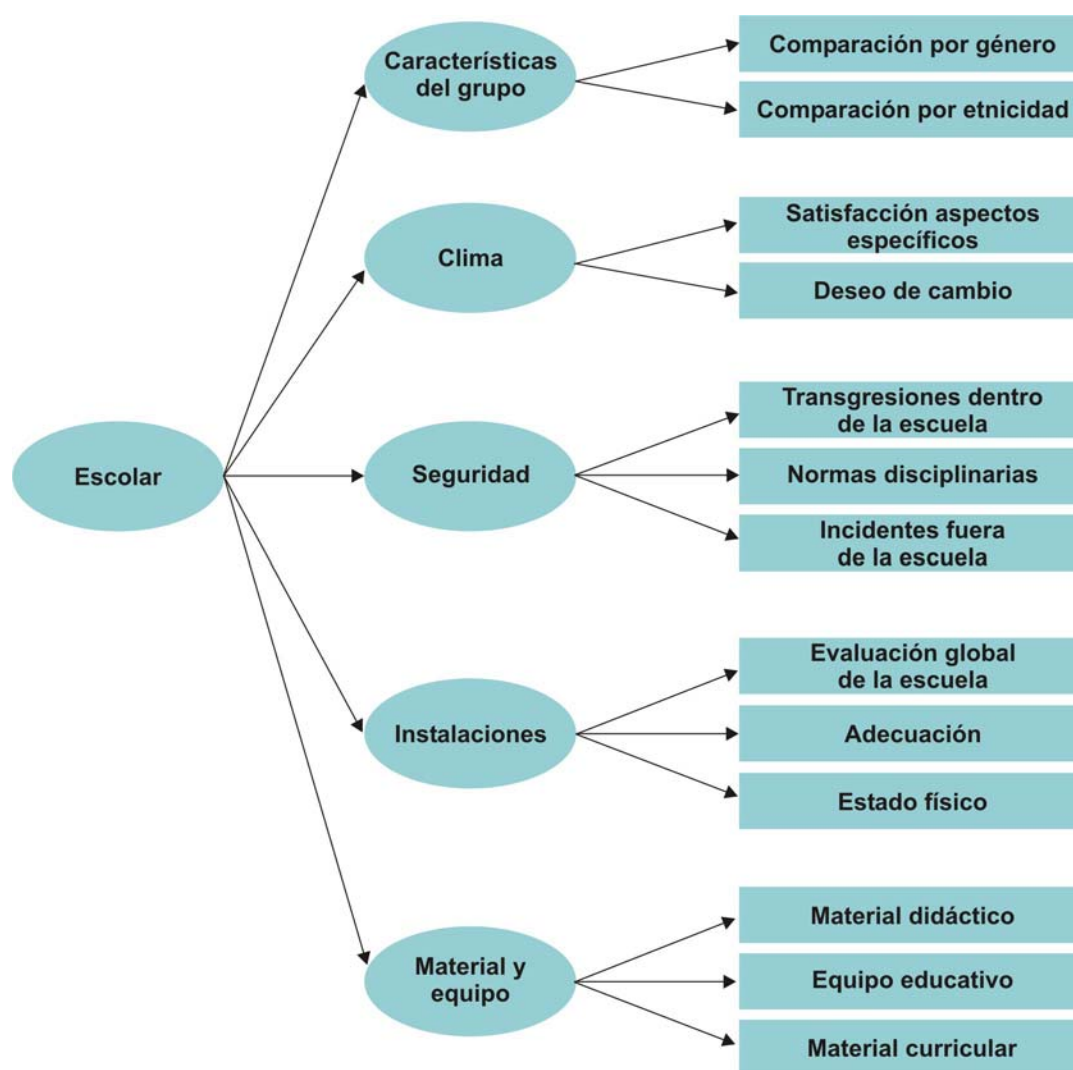 Características
del grupo
Comparación por género
Comparación por etnicidad
Clima
Satisfacción aspectos
específicos
Deseo de cambio
Escolar
Seguridad
Transgresiones dentro
de la escuela
Normas disciplinarias
Incidentes fuera
de la escuela
Instalaciones
Evaluación global
de la escuela
Adecuación
Estado físico
Material y
equipo
Material didáctico
Equipo educativo
Material curricular